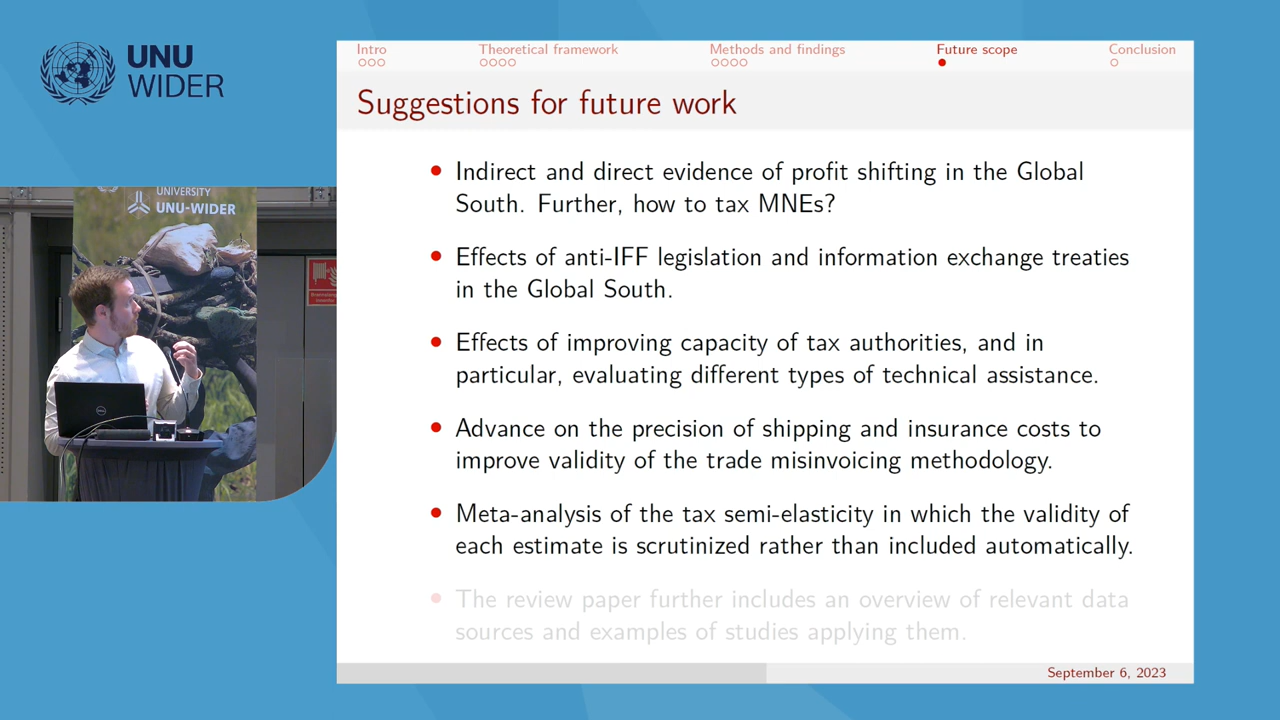 UNU
WIDER
UNIVERSITY
UNU-WIDER
Intro
Theoretical framework
Methods and findings
Future scope
Conclusion
Suggestions for future work
Indirect and direct evidence of profit shifting in the Global
South. Further, how to tax MNEs?
Effects of anti-IFF legislation and information exchange treaties
in the Global South.
Effects of improving capacity of tax authorities, and in
particular, evaluating different types of technical assistance.
Advance on the precision of shipping and insurance costs to
improve validity of the trade misinvoicing methodology.
Meta-analysis of the tax semi-elasticity in which the validity of
each estimate is scrutinized rather than included automatically.
The review paper further includes an overview of relevant data
sources and examples of studies applying them.
September 6, 2023